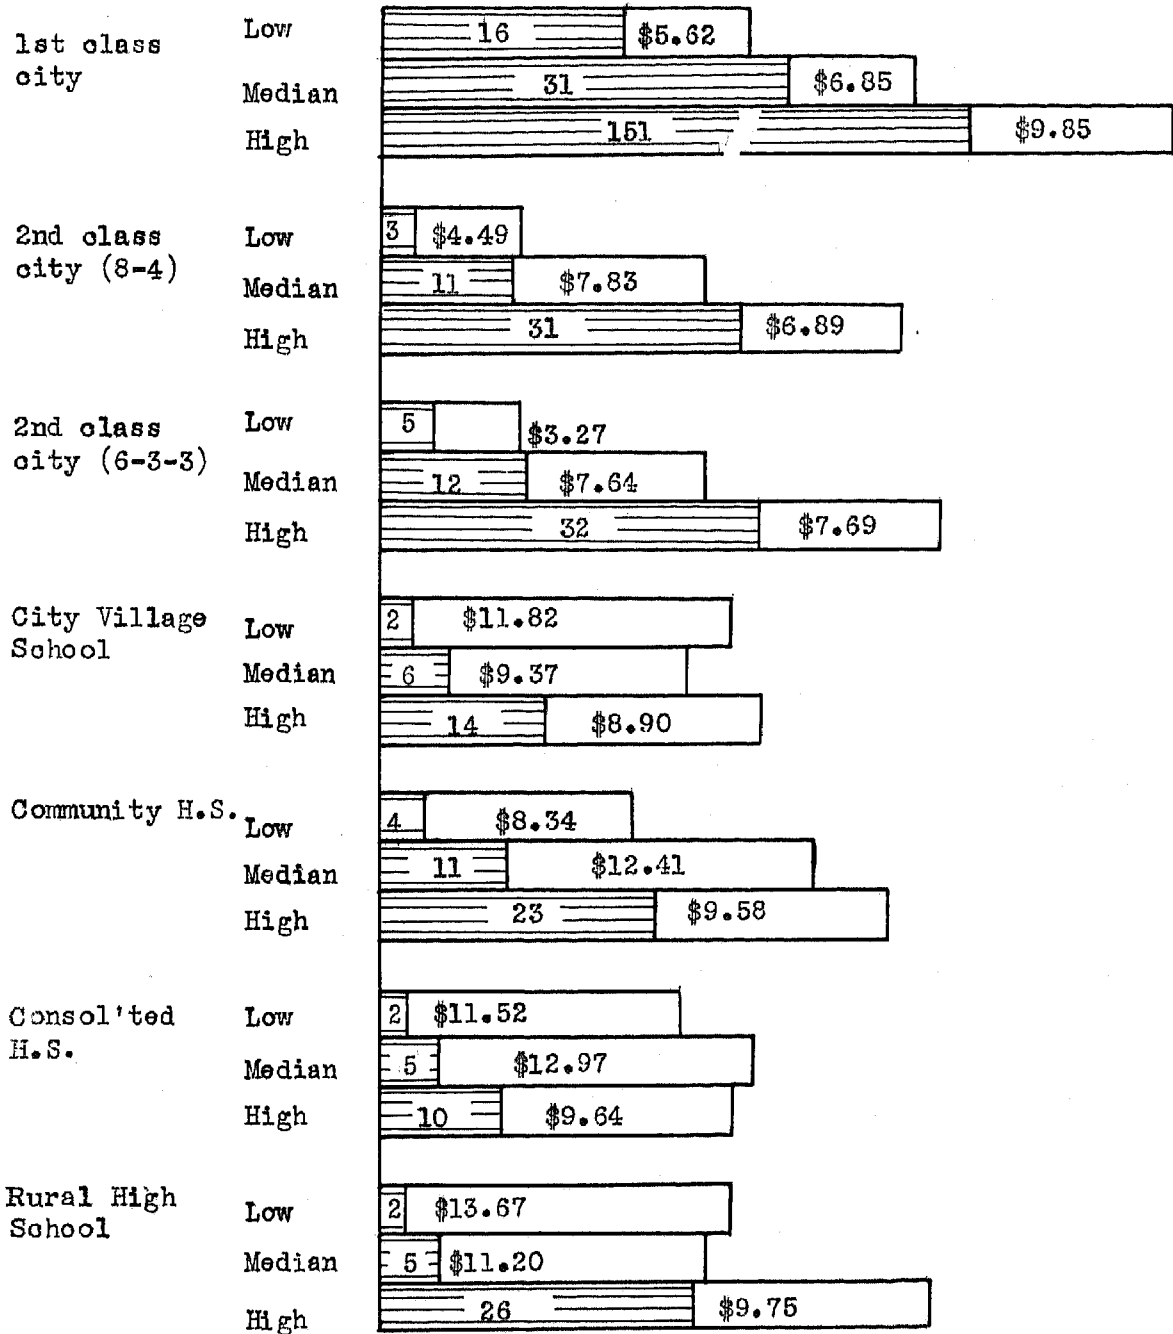 1st class
city
Low 16 $5.62
Median 31 $6.85
High 151 $9.85
2nd class
city (8-4)
Low 3 $4.49
Median 11 $7.83
High 31 $6.89
2nd class
city (6-3-3)
Low 5 $3.27
Median 12 $7.64
High 32 $7.69
City Village
School
Low 2 $11.82
Median 6 $9.37
High 14 $8.90
Community H.S.
Low 4 $8.34
Median 11 $12.41
High 23 $9.58
Consol'ted
H.S.
Low 2 $11.52
Median 5 $12.97
High 10 $9.64
Rural High
School
Low 2 $13.67
Median 5 $11.20
High 26 $9.75